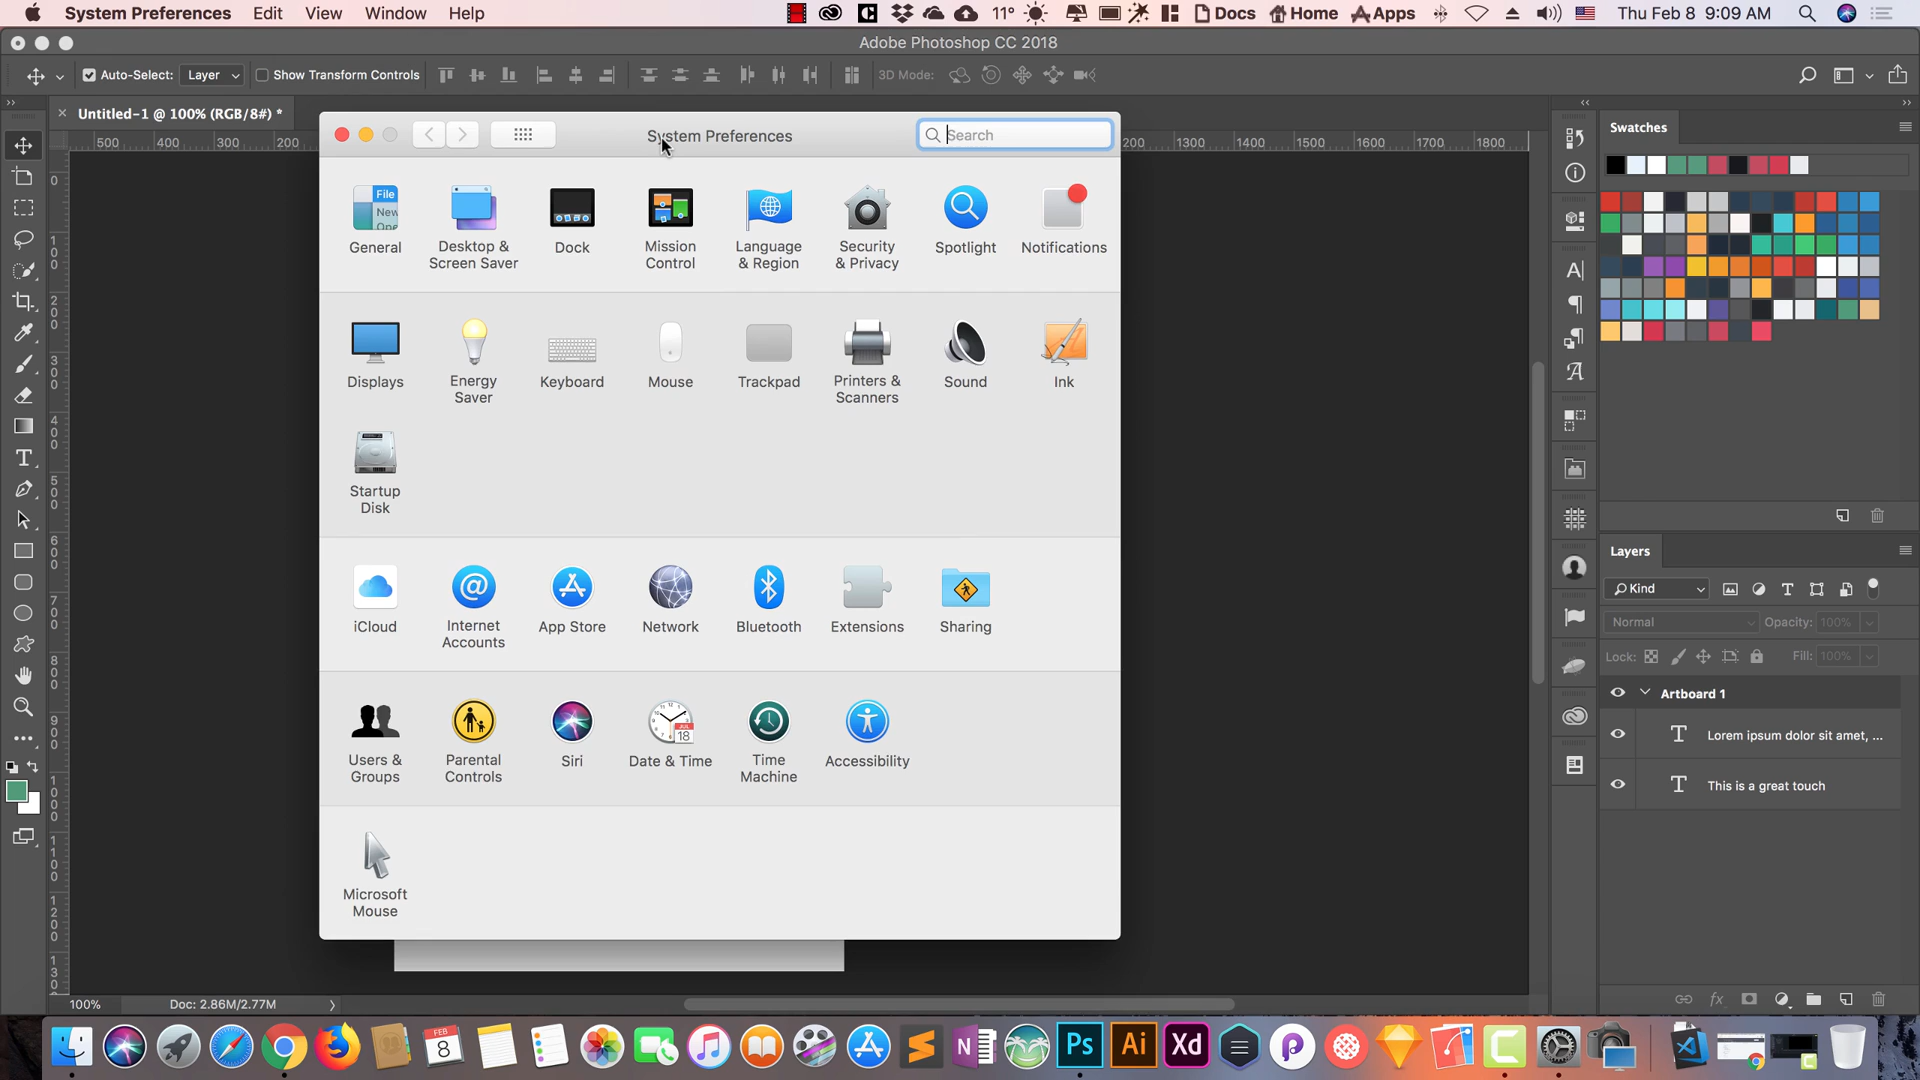 System Preferences Edit View Window Help 11° Docs Home Apps Thu Feb 8 9:09 AM
Adobe Photoshop CC 2018
Auto-Select: Layer Show Transform Controls 3D Mode:
Untitled-1 @ 100% (RGB/8#) *
System Preferences
Search
Swatches
500 400 300 200 1200 1300 1400 1500 1600 1700 1800
General
Desktop & Screen Saver
Dock
Mission Control
Language & Region
Security & Privacy
Spotlight
Notifications
Displays
Energy Saver
Keyboard
Mouse
Trackpad
Printers & Scanners
Sound
Ink
Startup Disk
iCloud
Internet Accounts
App Store
Network
Bluetooth
Extensions
Sharing
Users & Groups
Parental Controls
Siri
Date & Time
Time Machine
Accessibility
Microsoft Mouse
Layers
Kind
Normal Opacity: 100%
Lock: Fill: 100%
Artboard 1
Lorem ipsum dolor sit amet, ...
This is a great touch
100% Doc: 2.86M/2.77M
FEB 8
Ps Ai Xd